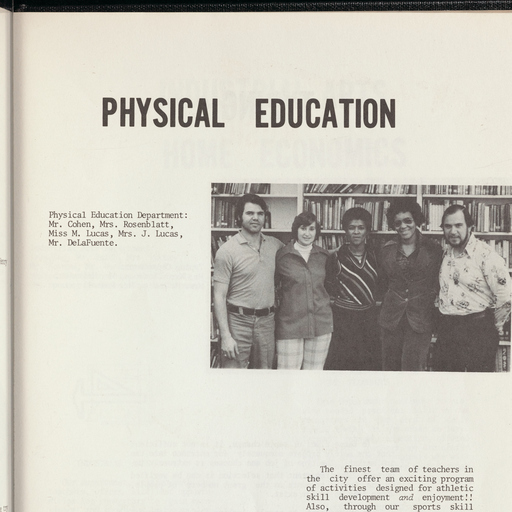 PHYSICAL EDUCATION
Physical Education Department:
Mr. Cohen, Mrs. Rosenblatt,
Miss M. Lucas, Mrs. J. Lucas,
Mr. DeLaFuente.
The finest team of teachers in
the city offer an exciting program
of activities designed for athletic
skill development and enjoyment!!
Also, through our sports skill